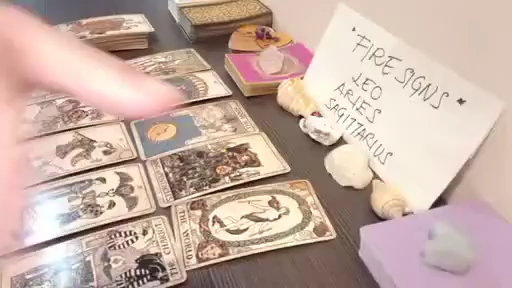 "FIRE SIGNS"
LEO
ARIES
SAGITTARIUS
THE WORLD.